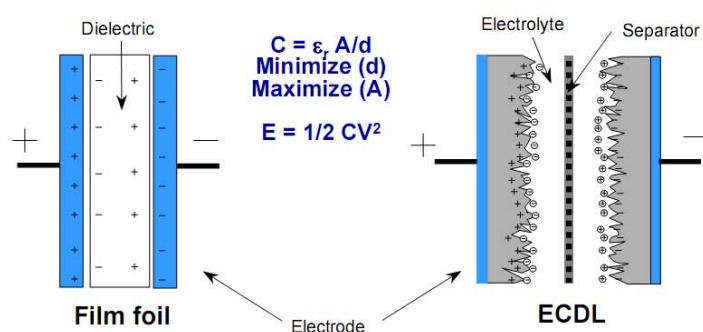 Dielectric
C = εᵣ A/d
Minimize (d)
Maximize (A)
E = 1/2 CV²
Electrolyte
Separator
Electrode
Film foil
ECDL